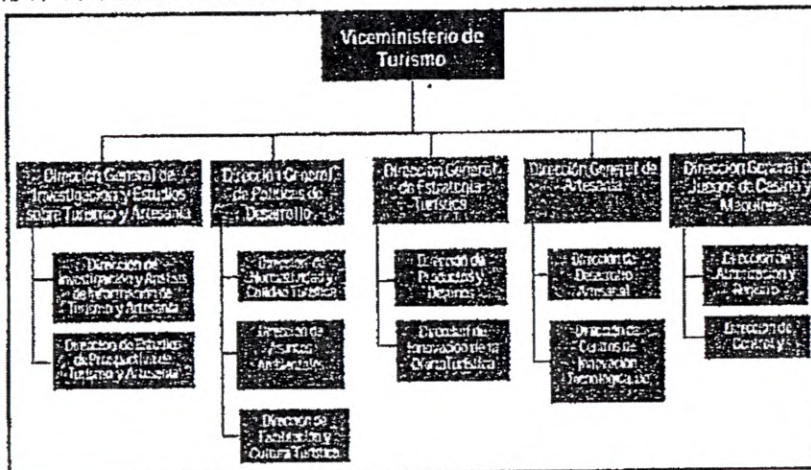 Viceministerio de
Turismo
Dirección General de
Investigación y Estudios
sobre Turismo y Artesanía
Dirección General
de Políticas de
Desarrollo
Dirección General
de Estrategia
Turística
Dirección General de
Artesanía
Dirección General de
Juegos de Casino
Máquinas
Dirección de
Investigación y Análisis
de Información de
Turismo y Artesanía
Dirección de Estudios
de
Turismo y Artesanía
Dirección de
Normatividad y
Calidad Turística
Dirección de
Asuntos
Ambientales
Dirección de
Facilitación y
Cultura Turística
Dirección de
Productos y
Destinos
Dirección de
Innovación de la
Oferta Turística
Dirección de
Desarrollo
Artesanal
Dirección de
Centros de
Innovación
Tecnológica de
Dirección de
Autorización y
Registro
Dirección de
Control y